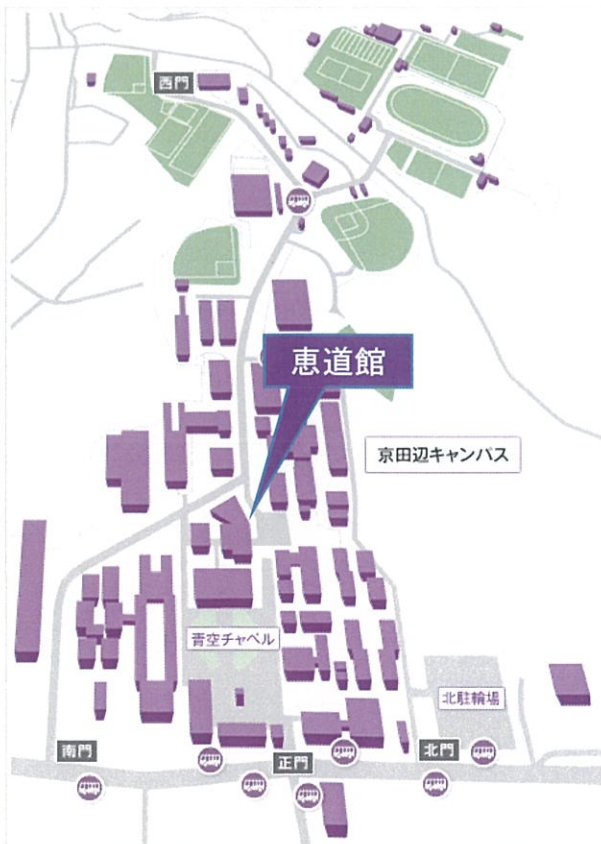 西門
恵道館
京田辺キャンパス
青空チャペル
北駐輪場
南門
正門
北門